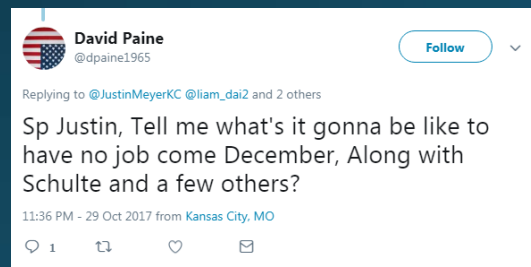 David Paine
@dpaine1965
Follow
Replying to @JustinMeyerKC @liam_dai2 and 2 others
Sp Justin, Tell me what's it gonna be like to
have no job come December, Along with
Schulte and a few others?
11:36 PM - 29 Oct 2017 from Kansas City, MO
1